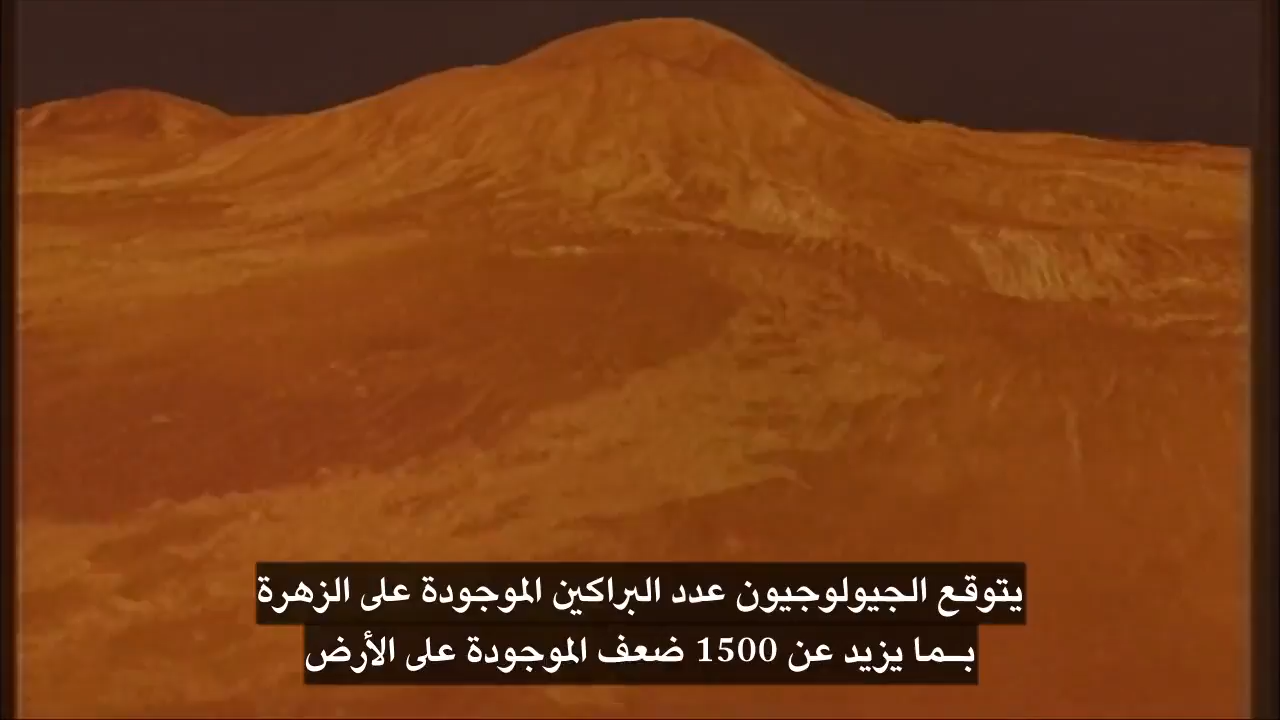 يتوقع الجيولوجيون عدد البراكين الموجودة على الزهرة
بـما يزيد عن 1500 ضعف الموجودة على الأرض